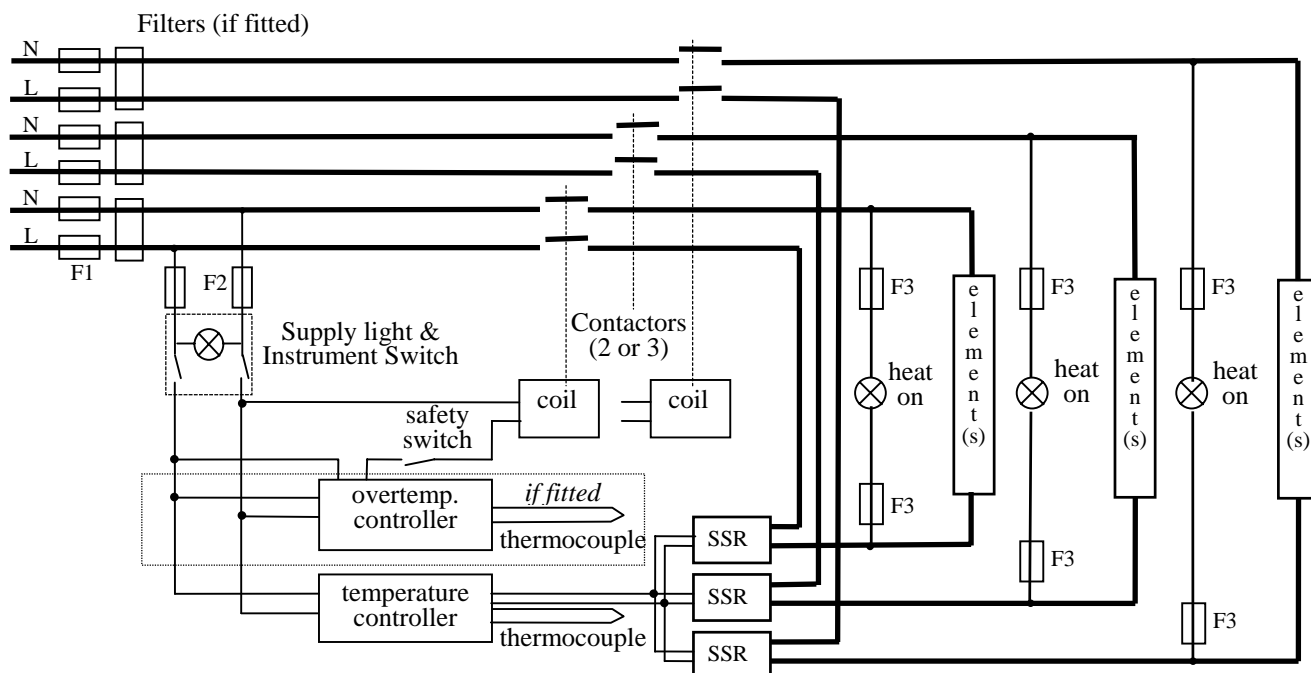 Filters (if fitted)
N
L
N
L
N
L
F1
F2
Supply light &
Instrument Switch
Contactors
(2 or 3)
coil
coil
safety
switch
overtemp.
controller
if fitted
thermocouple
temperature
controller
thermocouple
SSR
SSR
SSR
F3
heat
on
F3
element(s)
F3
heat
on
F3
element(s)
F3
heat
on
F3
element(s)